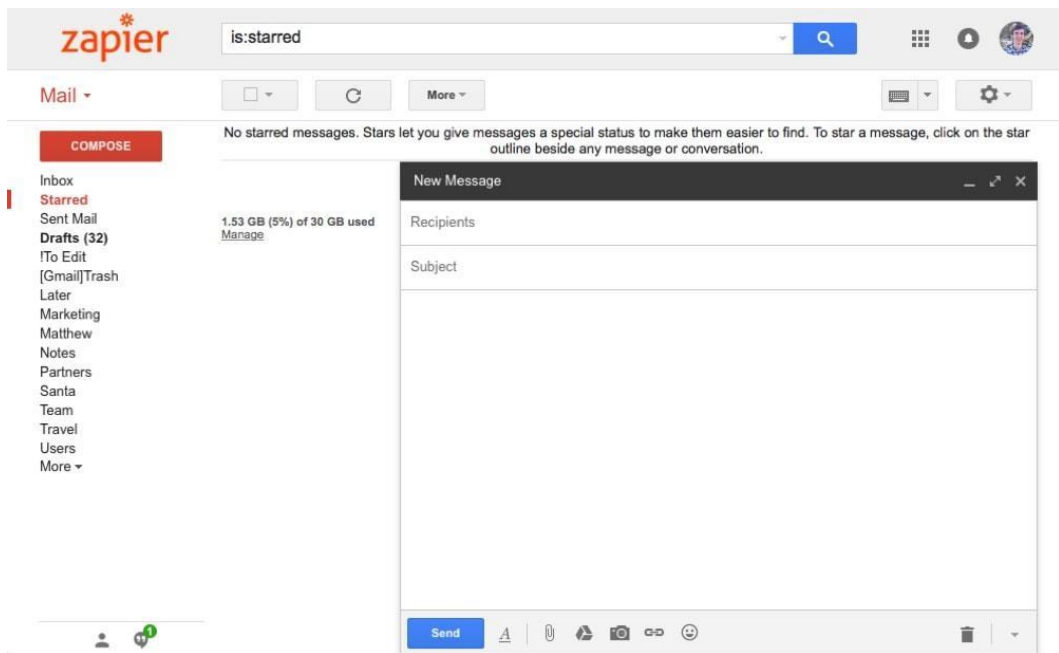 zapier
is:starred
Mail
More
COMPOSE
No starred messages. Stars let you give messages a special status to make them easier to find. To star a message, click on the star
outline beside any message or conversation.
Inbox
Starred
Sent Mail
Drafts (32)
!To Edit
[Gmail]Trash
Later
Marketing
Matthew
Notes
Partners
Santa
Team
Travel
Users
More
1.53 GB (5%) of 30 GB used
Manage
New Message
Recipients
Subject
Send
A
1